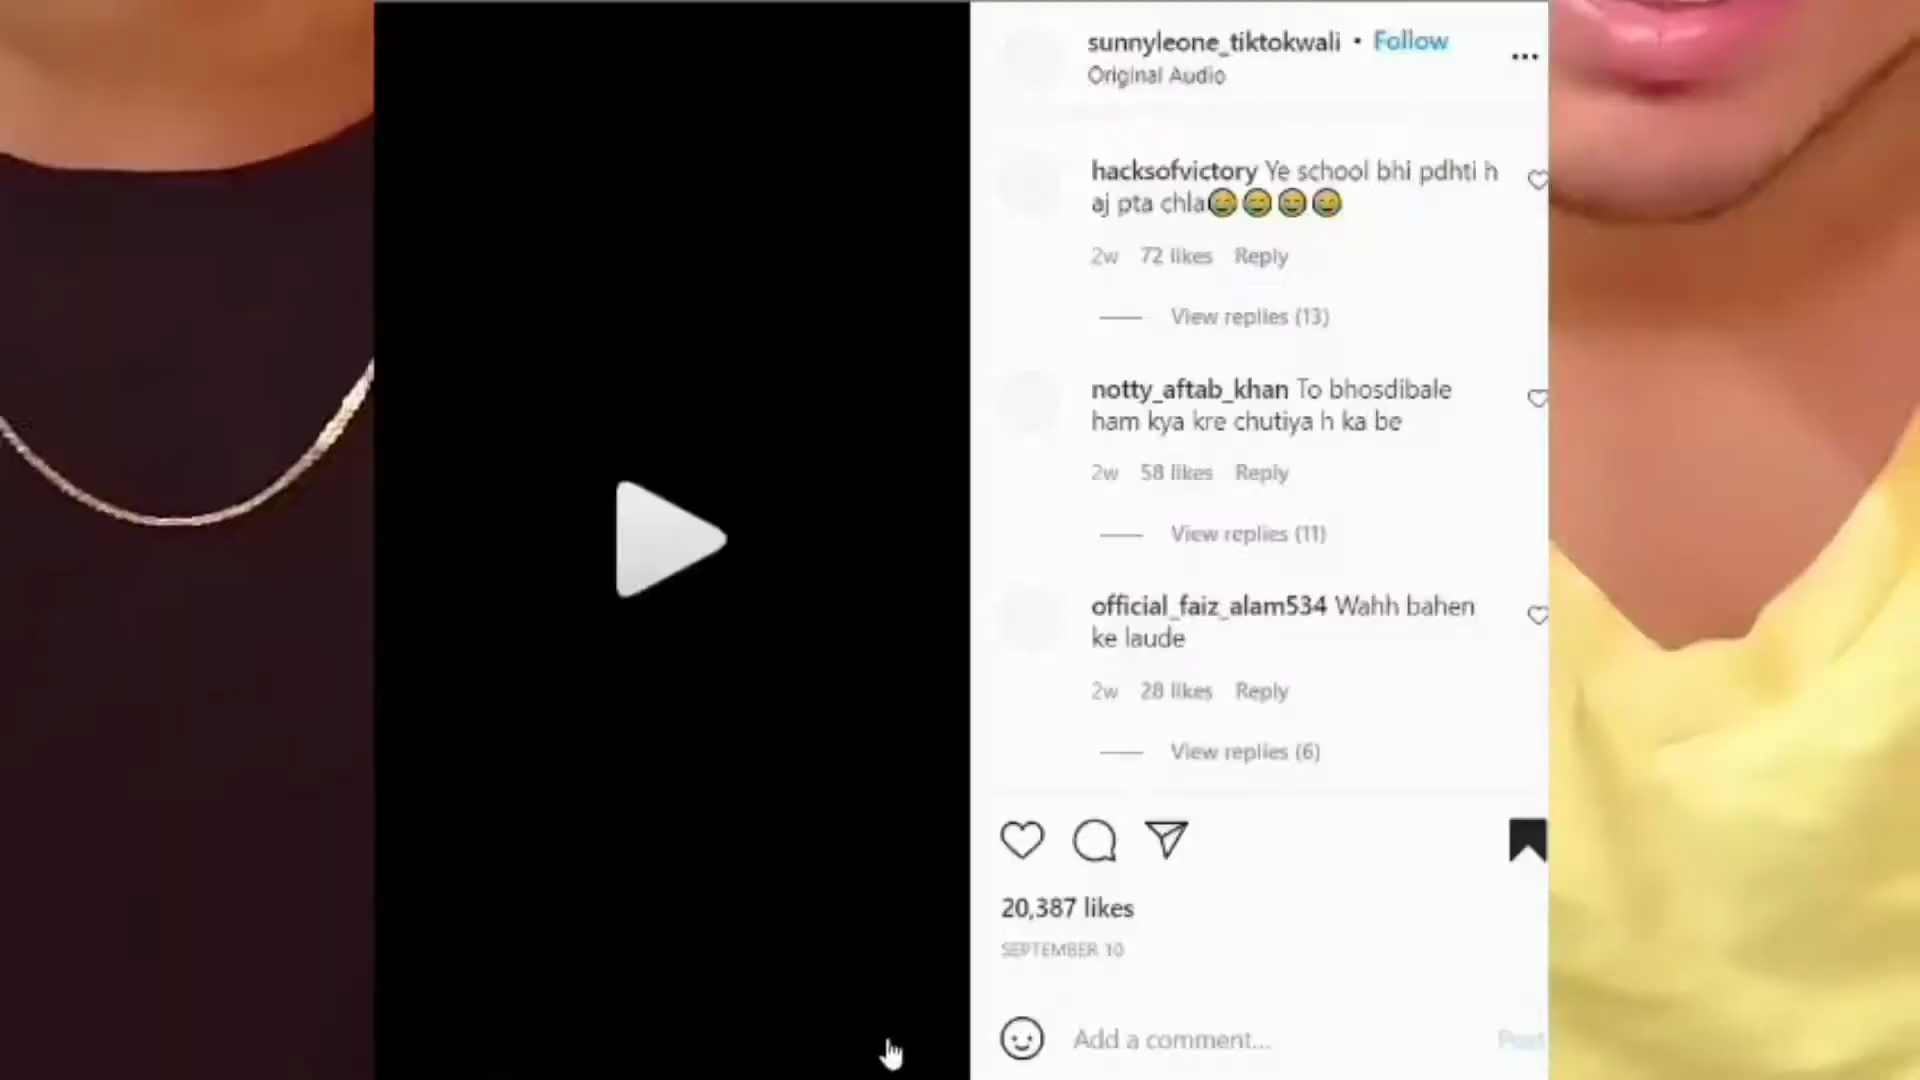 sunnyleone_tiktokwali • Follow
Original Audio
hacksofvictory Ye school bhi pdhti h
aj pta chla😂😂😂😂
2w 72 likes Reply
View replies (13)
notty_aftab_khan To bhosdibale
ham kya kre chutiya h ka be
2w 58 likes Reply
View replies (11)
official_faiz_alam534 Wahh bahen
ke laude
2w 28 likes Reply
View replies (6)
20,387 likes
SEPTEMBER 10
Add a comment...
Post